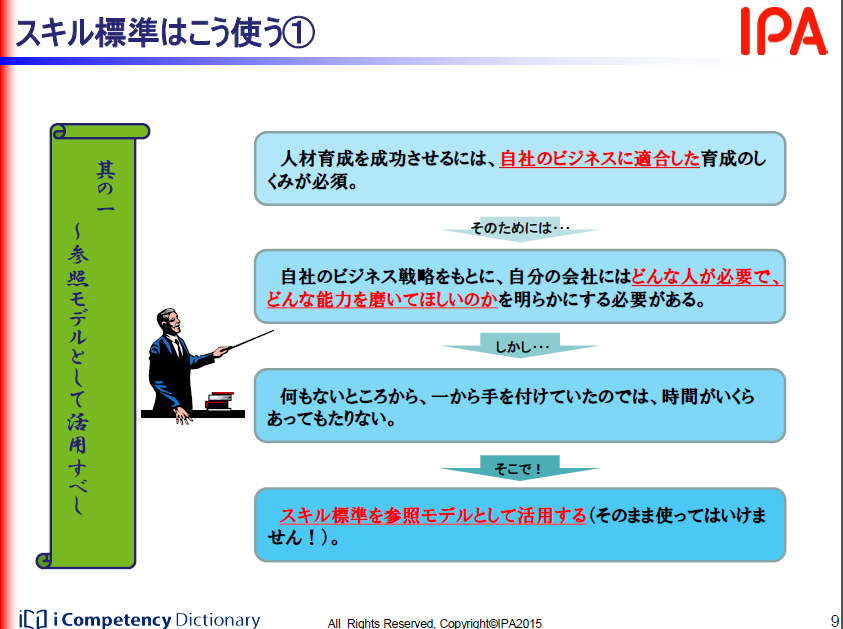 スキル標準はこう使う①
IPA
其の一
～参照モデルとして活用すべし
人材育成を成功させるには、自社のビジネスに適合した育成のし
くみが必須。
そのためには･･･
自社のビジネス戦略をもとに、自分の会社にはどんな人が必要で、
どんな能力を磨いてほしいのかを明らかにする必要がある。
しかし･･･
何もないところから、一から手を付けていたのでは、時間がいくら
あってもたりない。
そこで！
スキル標準を参照モデルとして活用する（そのまま使ってはいけま
せん！）。
i Competency Dictionary
All Rights Reserved, Copyright©IPA2015
9